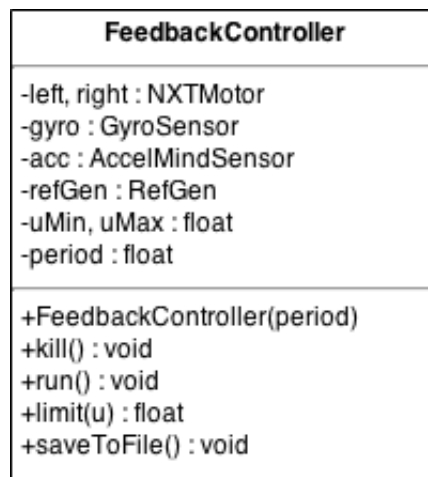 FeedbackController
-left, right : NXTMotor
-gyro : GyroSensor
-acc : AccelMindSensor
-refGen : RefGen
-uMin, uMax : float
-period : float
+FeedbackController(period)
+kill() : void
+run() : void
+limit(u) : float
+saveToFile() : void